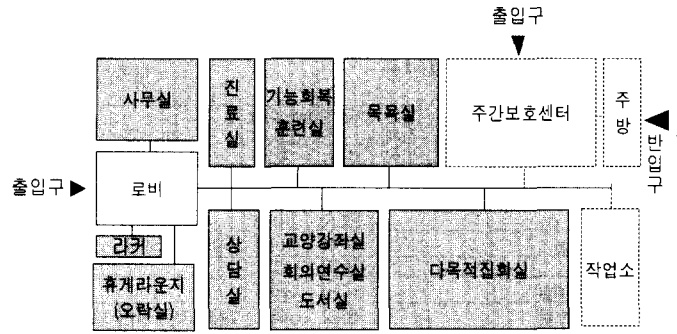 출입구
사무실
진료실
기능회복
훈련실
목욕실
주간보호센터
주방
반입구
출입구
로비
라커
휴게라운지
(오락실)
상담실
교양강좌실
회의연수실
도서실
다목적집회실
작업소